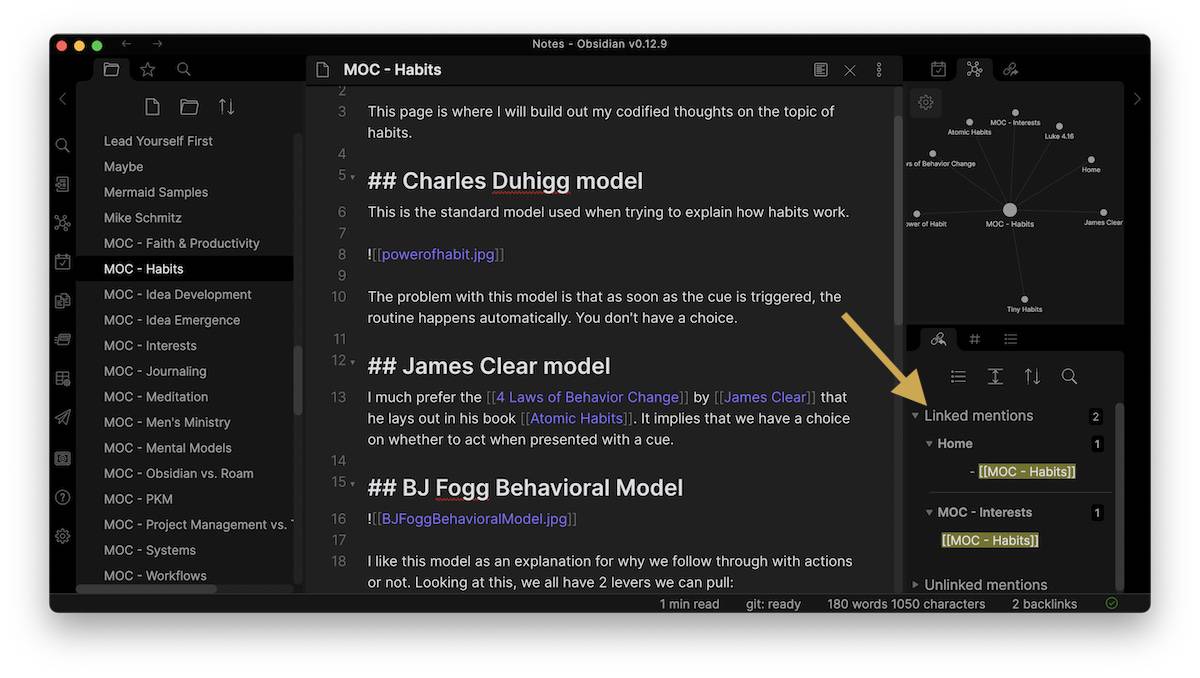 Notes - Obsidian v0.12.9
Lead Yourself First
Maybe
Mermaid Samples
Mike Schmitz
MOC - Faith & Productivity
MOC - Habits
MOC - Idea Development
MOC - Idea Emergence
MOC - Interests
MOC - Journaling
MOC - Meditation
MOC - Men's Ministry
MOC - Mental Models
MOC - Obsidian vs. Roam
MOC - PKM
MOC - Project Management vs.
MOC - Systems
MOC - Workflows
MOC - Habits
2
3 This page is where I will build out my codified thoughts on the topic of
habits.
4
5 ## Charles Duhigg model
6 This is the standard model used when trying to explain how habits work.
7
8 ![[powerofhabit.jpg]]
9
10 The problem with this model is that as soon as the cue is triggered, the
routine happens automatically. You don't have a choice.
11
12 ## James Clear model
13 I much prefer the [[4 Laws of Behavior Change]] by [[James Clear]] that
he lays out in his book [[Atomic Habits]]. It implies that we have a choice
on whether to act when presented with a cue.
14
15 ## BJ Fogg Behavioral Model
16 ![[BJFoggBehavioralModel.jpg]]
17
18 I like this model as an explanation for why we follow through with actions
or not. Looking at this, we all have 2 levers we can pull:
MOC - Interests
Atomic Habits
Luke 4.16
ws of Behavior Change
Home
ower of Habit
MOC - Habits
James Clear
Tiny Habits
Linked mentions 2
Home 1
- [[MOC - Habits]]
MOC - Interests 1
[[MOC - Habits]]
Unlinked mentions
1 min read git: ready 180 words 1050 characters 2 backlinks